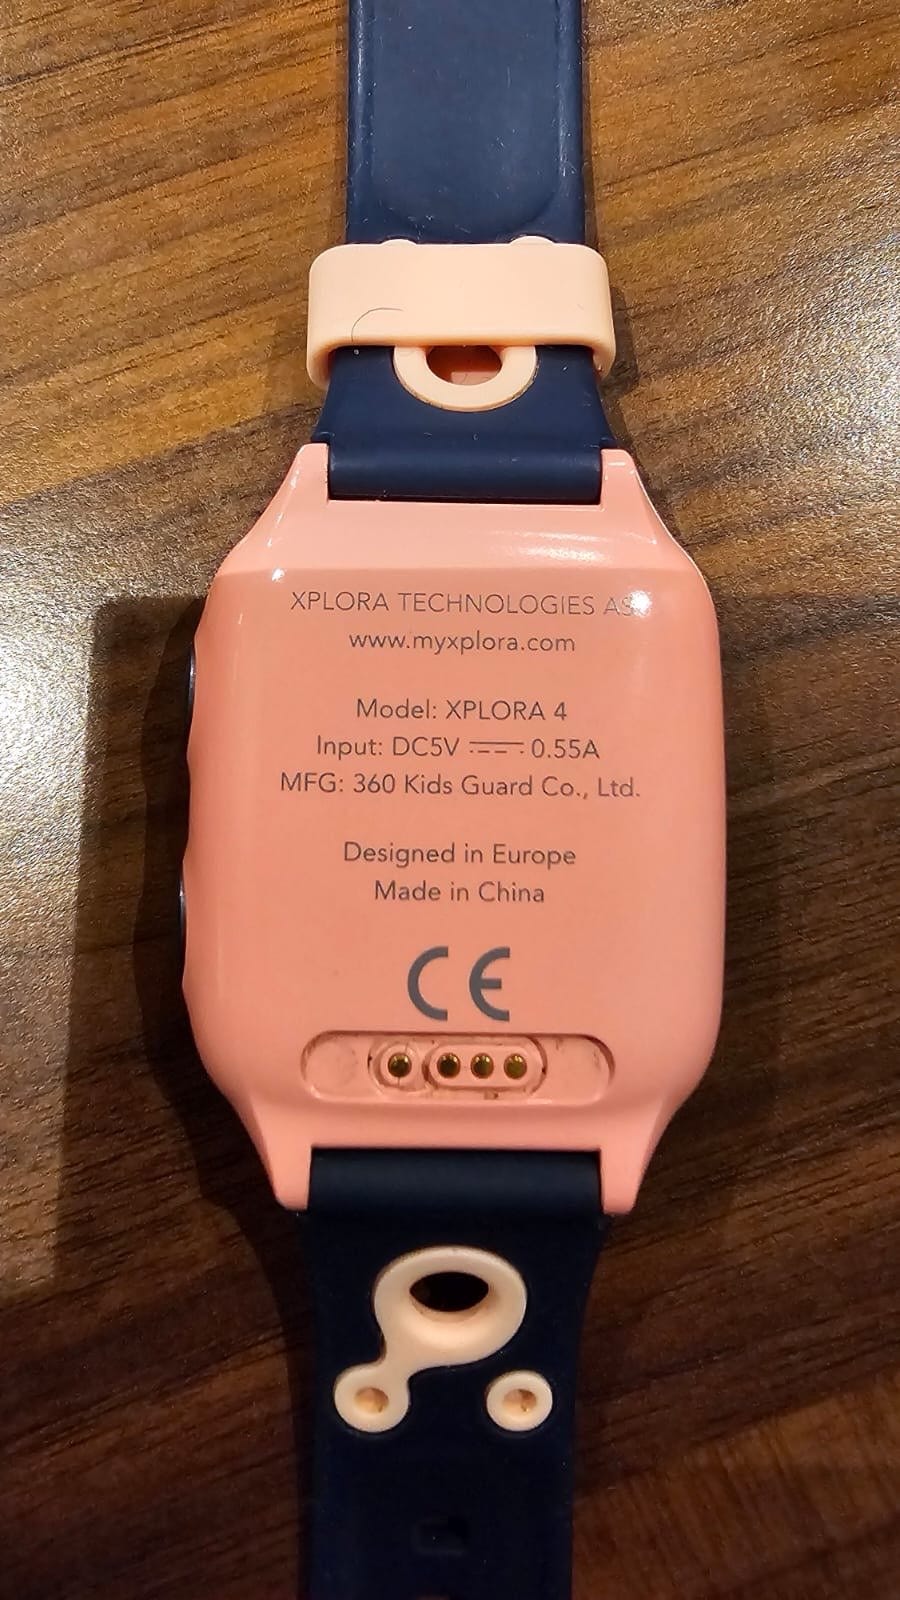 XPLORA TECHNOLOGIES AS
www.myxplora.com
Model: XPLORA 4
Input: DC5V ⎓ 0.55A
MFG: 360 Kids Guard Co., Ltd.
Designed in Europe
Made in China
CE